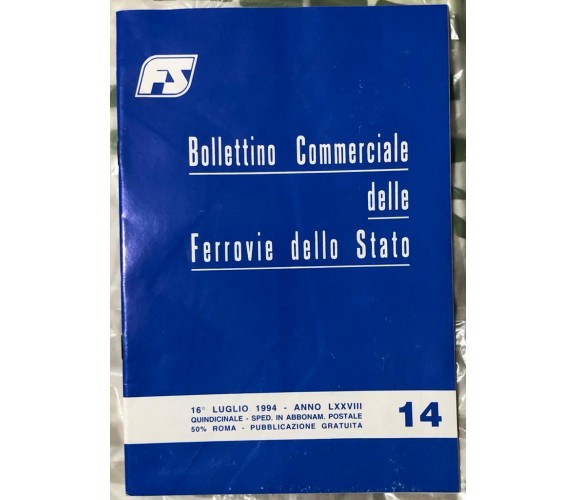 FS
Bollettino Commerciale
delle
Ferrovie dello Stato
16° LUGLIO 1994 - ANNO LXXVIII
QUINDICINALE - SPED. IN ABBONAM. POSTALE
50% ROMA - PUBBLICAZIONE GRATUITA
14